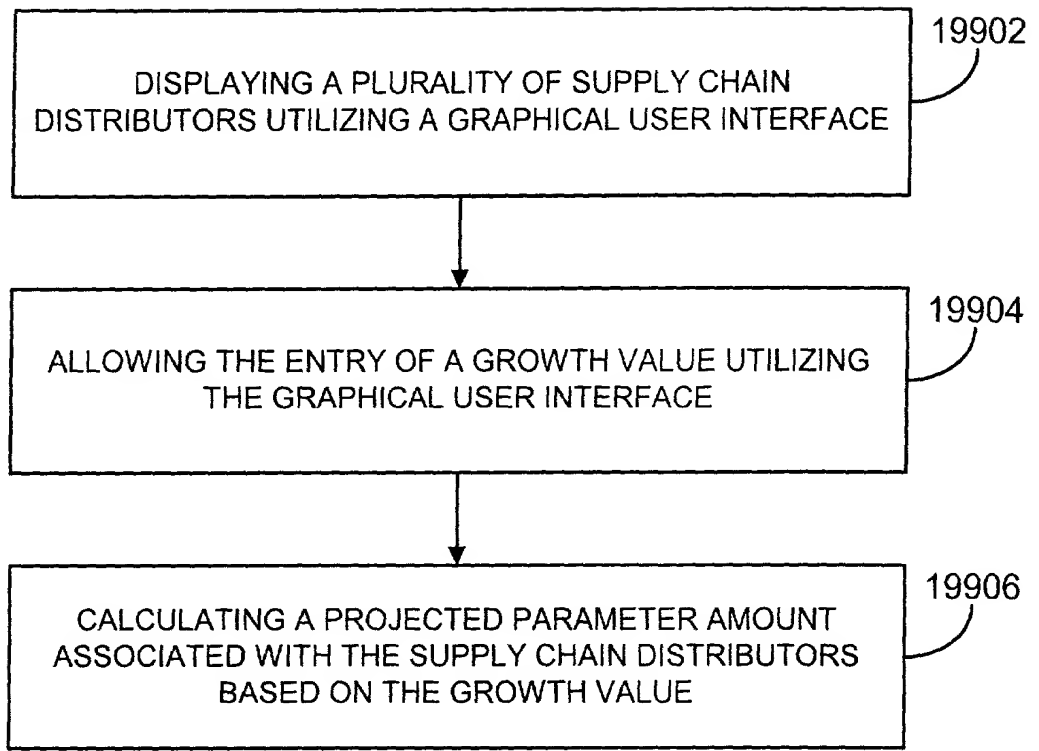 19902
DISPLAYING A PLURALITY OF SUPPLY CHAIN
DISTRIBUTORS UTILIZING A GRAPHICAL USER INTERFACE
19904
ALLOWING THE ENTRY OF A GROWTH VALUE UTILIZING
THE GRAPHICAL USER INTERFACE
19906
CALCULATING A PROJECTED PARAMETER AMOUNT
ASSOCIATED WITH THE SUPPLY CHAIN DISTRIBUTORS
BASED ON THE GROWTH VALUE